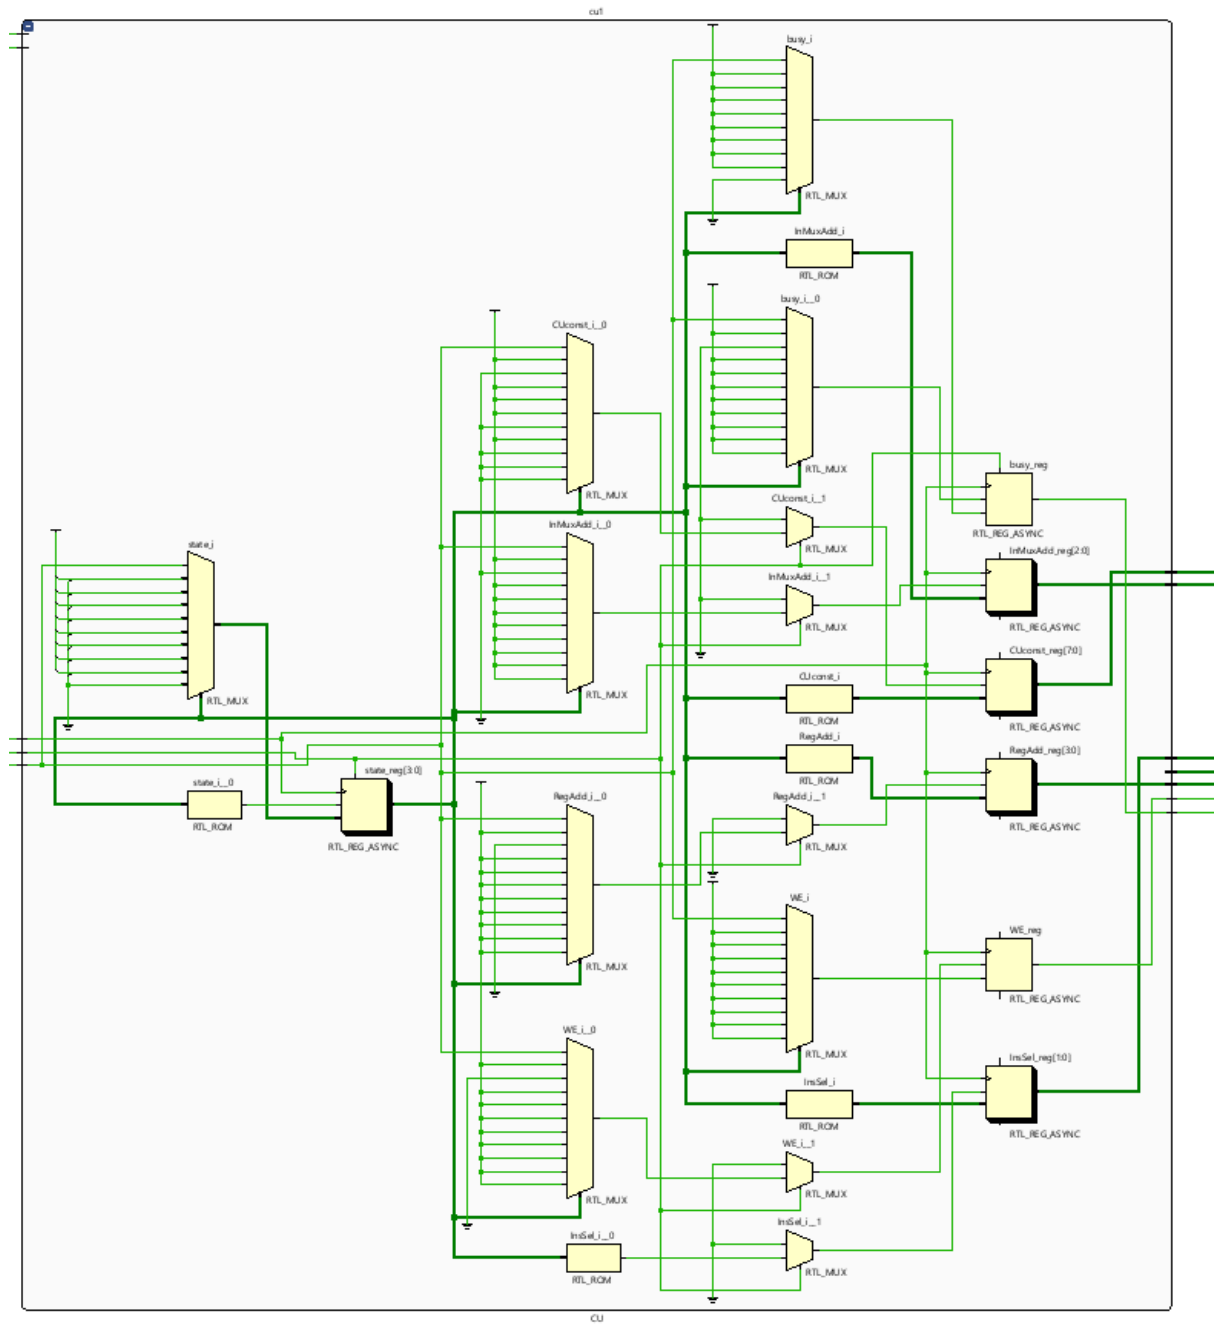 cu1
busy_i
RTL_MUX
InMuxAdd_i
RTL_ROM
busy_i__0
RTL_MUX
CUconst_i__0
RTL_MUX
busy_reg
RTL_REG_ASYNC
CUconst_i__1
RTL_MUX
InMuxAdd_i__0
RTL_MUX
state_i
RTL_MUX
InMuxAdd_reg[2:0]
RTL_REG_ASYNC
InMuxAdd_i__1
RTL_MUX
CUconst_reg[7:0]
RTL_REG_ASYNC
CUconst_i
RTL_ROM
RegAdd_i
RTL_ROM
RegAdd_reg[3:0]
RTL_REG_ASYNC
state_reg[3:0]
RTL_REG_ASYNC
state_i__0
RTL_ROM
RegAdd_i__0
RTL_MUX
RegAdd_i__1
RTL_MUX
WE_i
RTL_MUX
WE_reg
RTL_REG_ASYNC
WE_i__0
RTL_MUX
InsSel_reg[1:0]
RTL_REG_ASYNC
InsSel_i
RTL_ROM
WE_i__1
RTL_MUX
InsSel_i__1
RTL_MUX
InsSel_i__0
RTL_ROM
CU